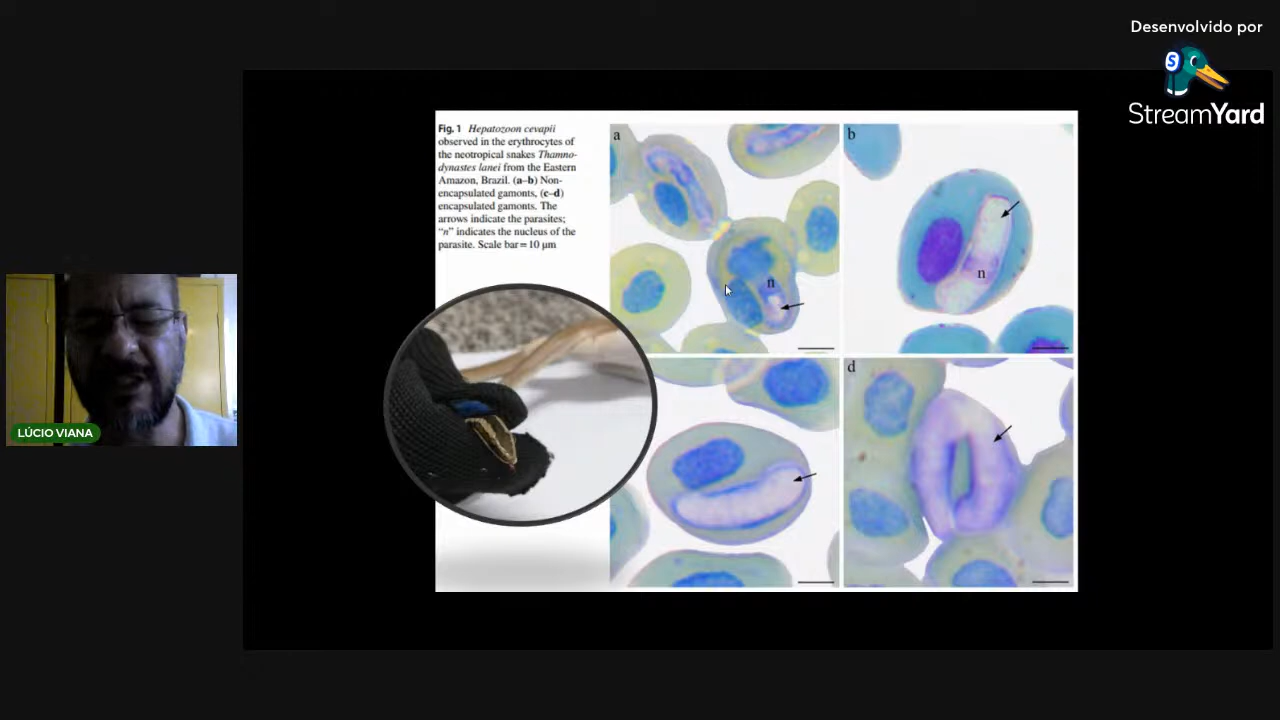 Desenvolvido por
S
StreamYard
Fig. 1 Hepatozoon cevapii
observed in the erythrocytes of
the neotropical snakes Thamno-
dynastes lanei from the Eastern
Amazon, Brazil. (a–b) Non-
encapsulated gamonts, (c–d)
encapsulated gamonts. The
arrows indicate the parasites;
“n” indicates the nucleus of the
parasite. Scale bar = 10 μm
a
b
n
n
d
LÚCIO VIANA